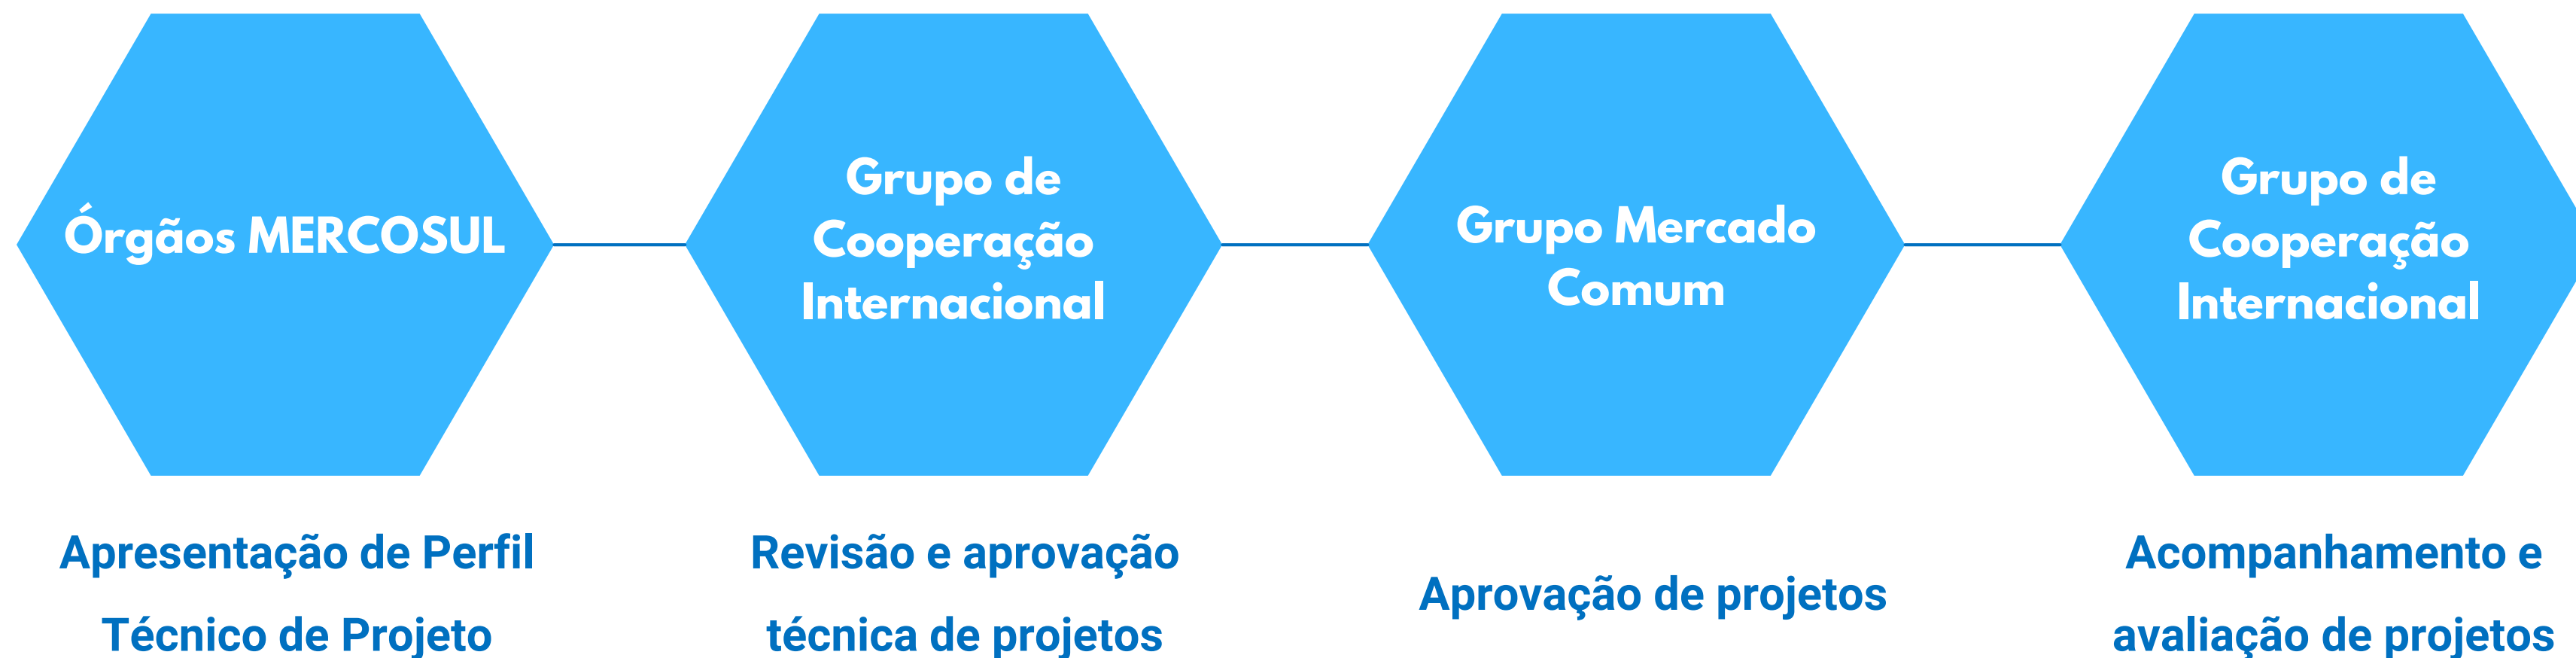 Órgãos MERCOSUL
Grupo de
Cooperação
Internacional
Grupo Mercado
Comum
Grupo de
Cooperação
Internacional
Apresentação de Perfil
Técnico de Projeto
Revisão e aprovação
técnica de projetos
Aprovação de projetos
Acompanhamento e
avaliação de projetos